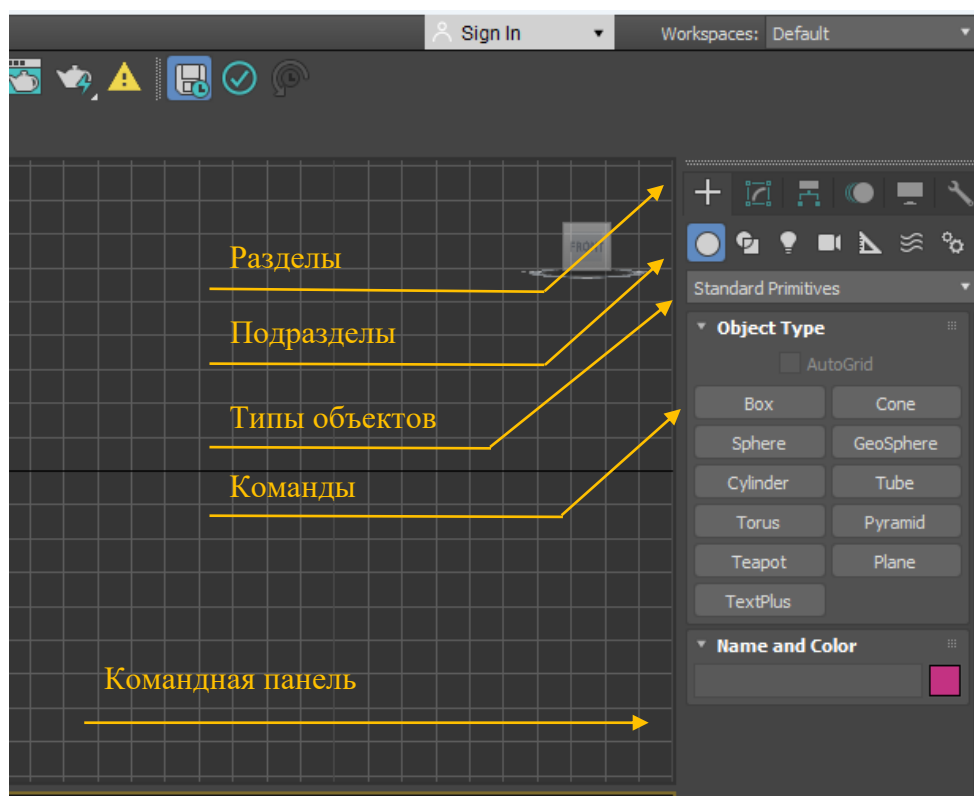 Sign In
Workspaces: Default
Разделы
FRONT
Подразделы
Типы объектов
Команды
Командная панель
Standard Primitives
Object Type
AutoGrid
Box Cone
Sphere GeoSphere
Cylinder Tube
Torus Pyramid
Teapot Plane
TextPlus
Name and Color